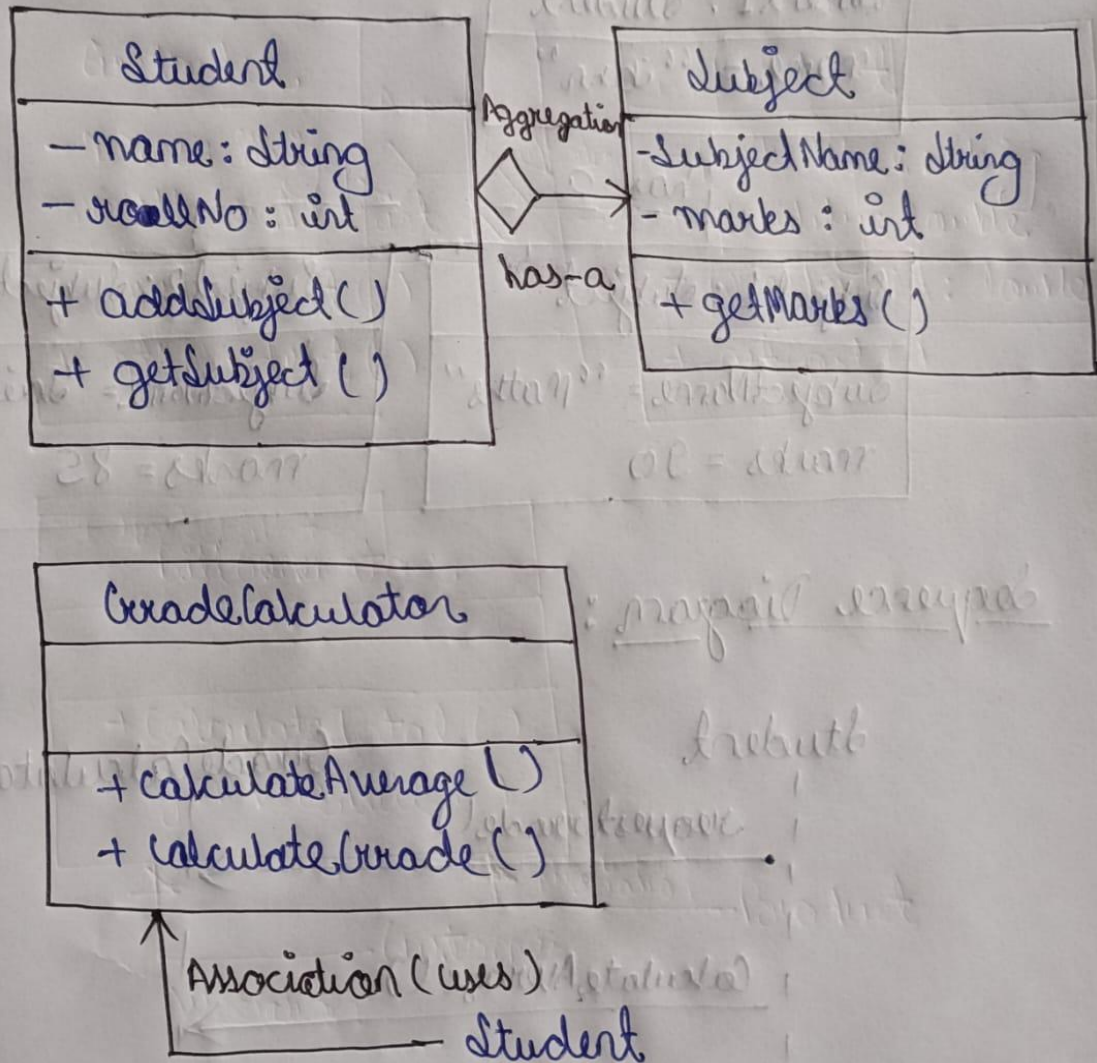 Student
- name: String
- rollNo: int
+ addSubject()
+ getSubject()
Aggregation
has-a
Subject
- SubjectName: String
- marks: int
+ getMarks()
GradeCalculator
+ calculateAverage()
+ calculateGrade()
Association (uses)
Student